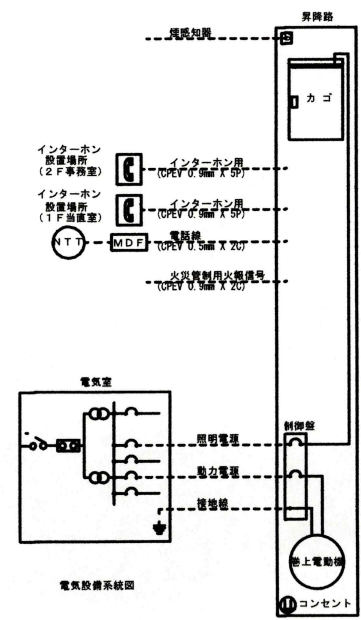 昇降路
煙感知器
カゴ
インターホン
設置場所
(2F事務室)
インターホン用
(CPEV 0.9mm X 5P)
インターホン
設置場所
(1F当直室)
インターホン用
(CPEV 0.9mm X 5P)
NTT
MDF
電話線
(CPEV 0.5mm X 2C)
火災管制用火報信号
(CPEV 0.9mm X 2C)
電気室
制御盤
照明電源
動力電源
接地線
巻上電動機
電気設備系統図
コンセント